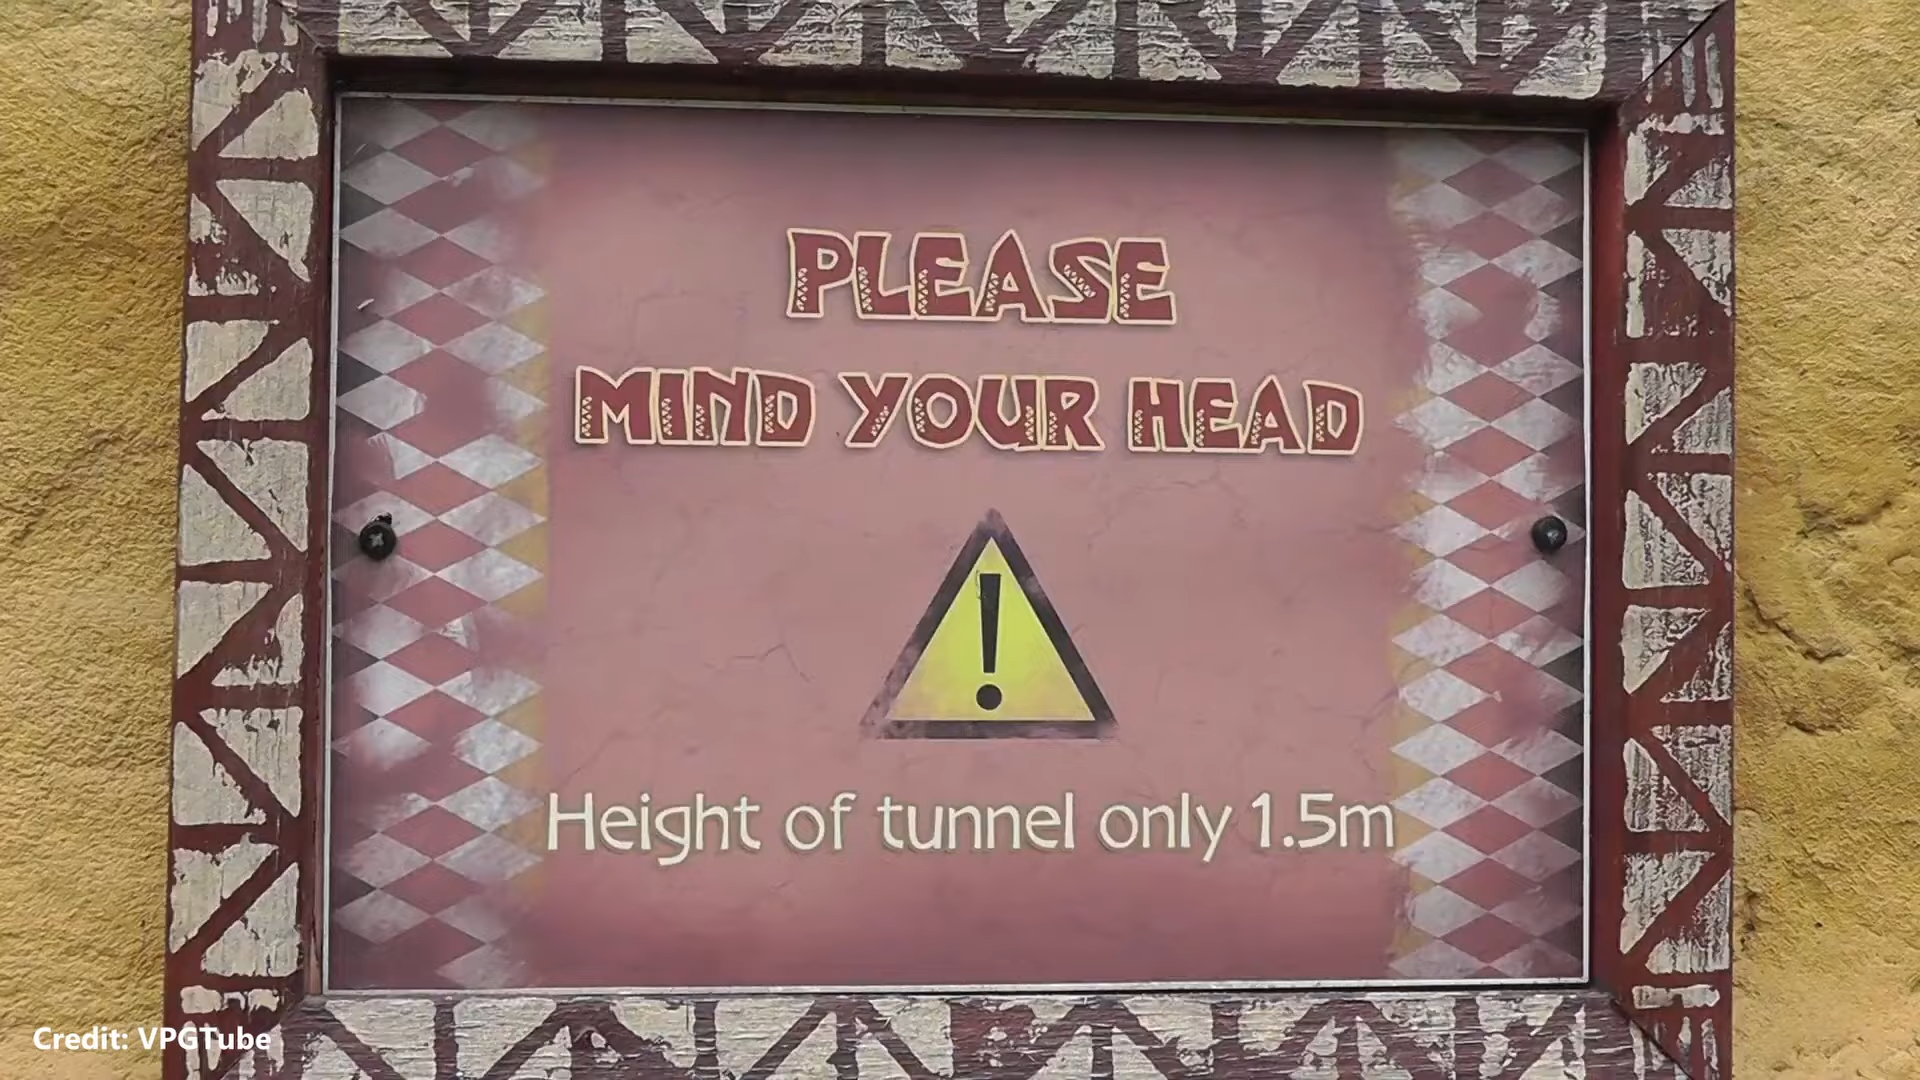 PLEASE
MIND YOUR HEAD
!
Height of tunnel only 1.5m
Credit: VPGTube